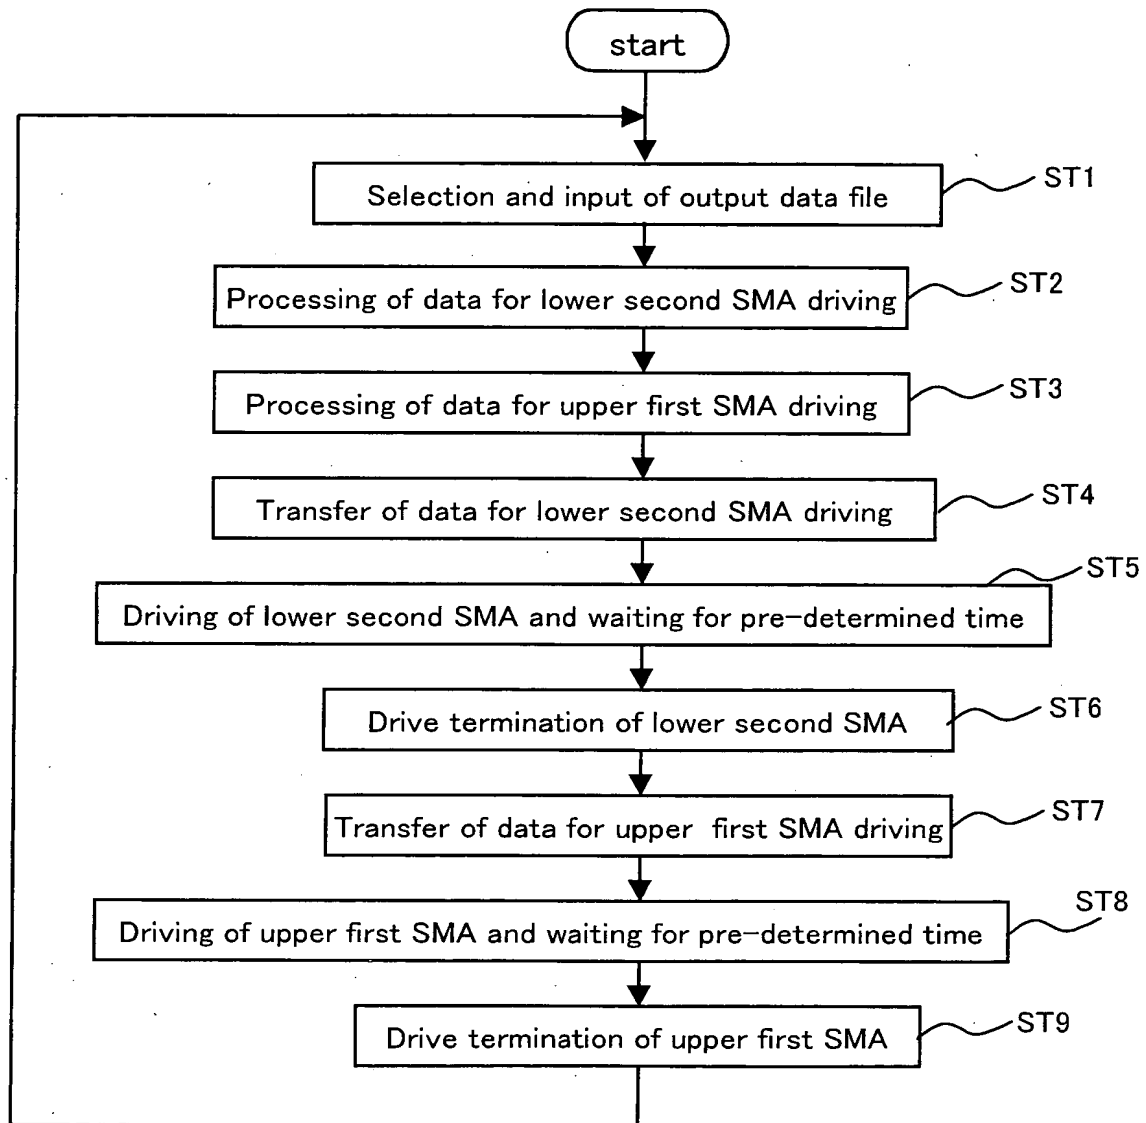 start
Selection and input of output data file
ST1
Processing of data for lower second SMA driving
ST2
Processing of data for upper first SMA driving
ST3
Transfer of data for lower second SMA driving
ST4
Driving of lower second SMA and waiting for pre-determined time
ST5
Drive termination of lower second SMA
ST6
Transfer of data for upper first SMA driving
ST7
Driving of upper first SMA and waiting for pre-determined time
ST8
Drive termination of upper first SMA
ST9